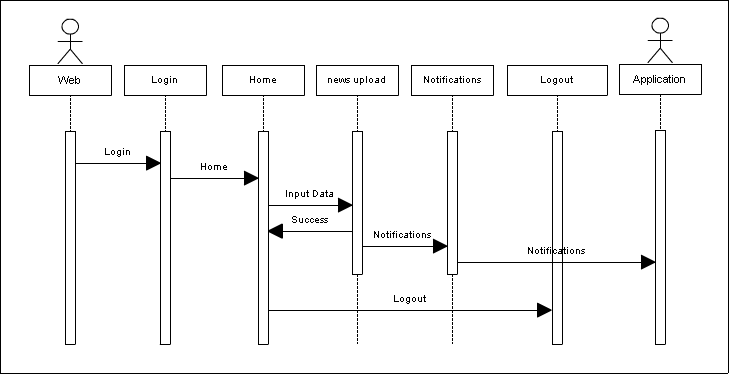 Web
Login
Home
news upload
Notifications
Logout
Application
Login
Home
Input Data
Success
Notifications
Notifications
Logout